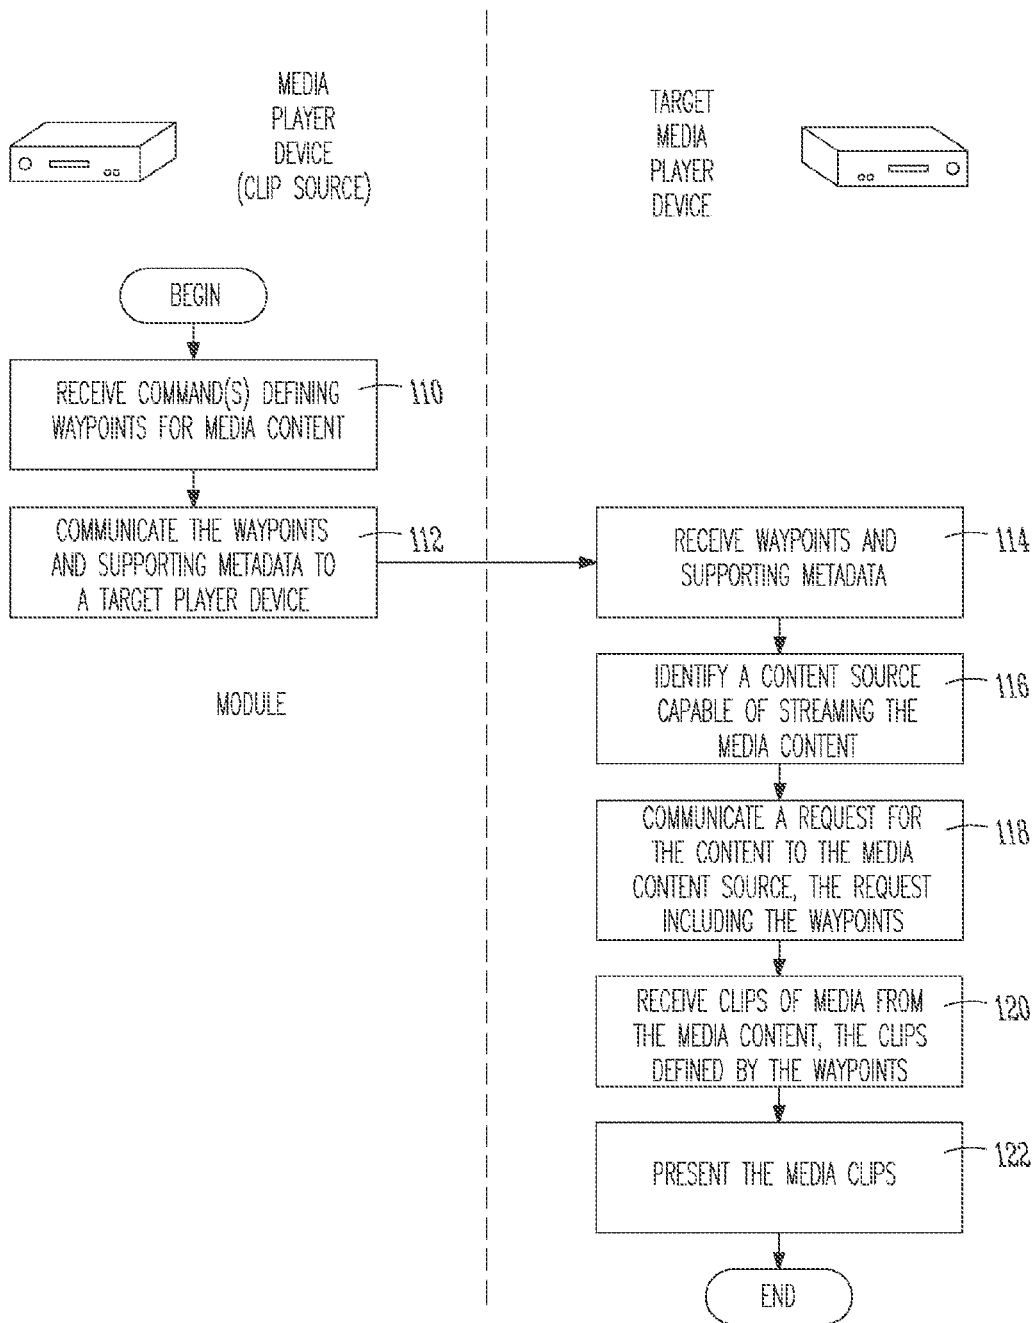 MEDIA
PLAYER
DEVICE
(CLIP SOURCE)
TARGET
MEDIA
PLAYER
DEVICE
BEGIN
RECEIVE COMMAND(S) DEFINING
WAYPOINTS FOR MEDIA CONTENT
110
COMMUNICATE THE WAYPOINTS
AND SUPPORTING METADATA TO
A TARGET PLAYER DEVICE
112
MODULE
RECEIVE WAYPOINTS AND
SUPPORTING METADATA
114
IDENTIFY A CONTENT SOURCE
CAPABLE OF STREAMING THE
MEDIA CONTENT
116
COMMUNICATE A REQUEST FOR
THE CONTENT TO THE MEDIA
CONTENT SOURCE, THE REQUEST
INCLUDING THE WAYPOINTS
118
RECEIVE CLIPS OF MEDIA FROM
THE MEDIA CONTENT, THE CLIPS
DEFINED BY THE WAYPOINTS
120
PRESENT THE MEDIA CLIPS
122
END